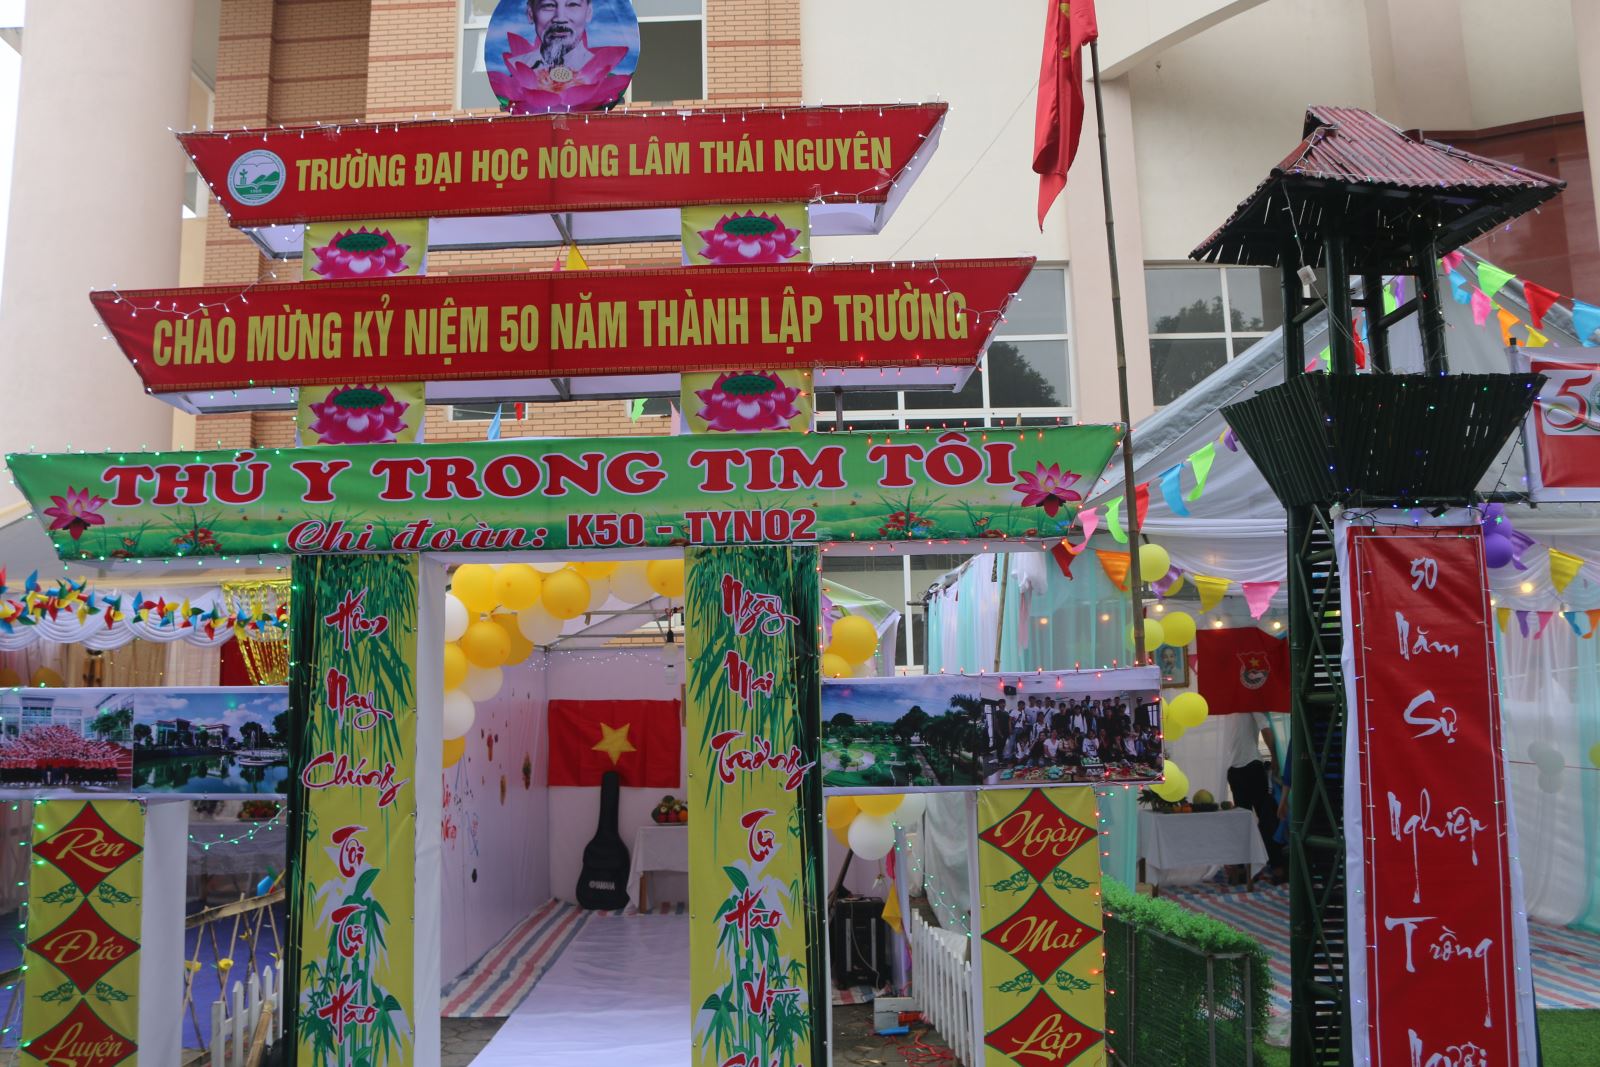 TRƯỜNG ĐẠI HỌC NÔNG LÂM THÁI NGUYÊN
CHÀO MỪNG KỶ NIỆM 50 NĂM THÀNH LẬP TRƯỜNG
THÚ Y TRONG TIM TÔI
Chi đoàn: K50 - TYN02
Hôm
Nay
Chúng
Tôi
Tự
Hào
Ngày
Mai
Trường
Tự
Hào
Vì
Rèn
Đức
Luyện
Ngày
Mai
Lập
50
Năm
Sự
Nghiệp
Trồng
Người
YAMAHA